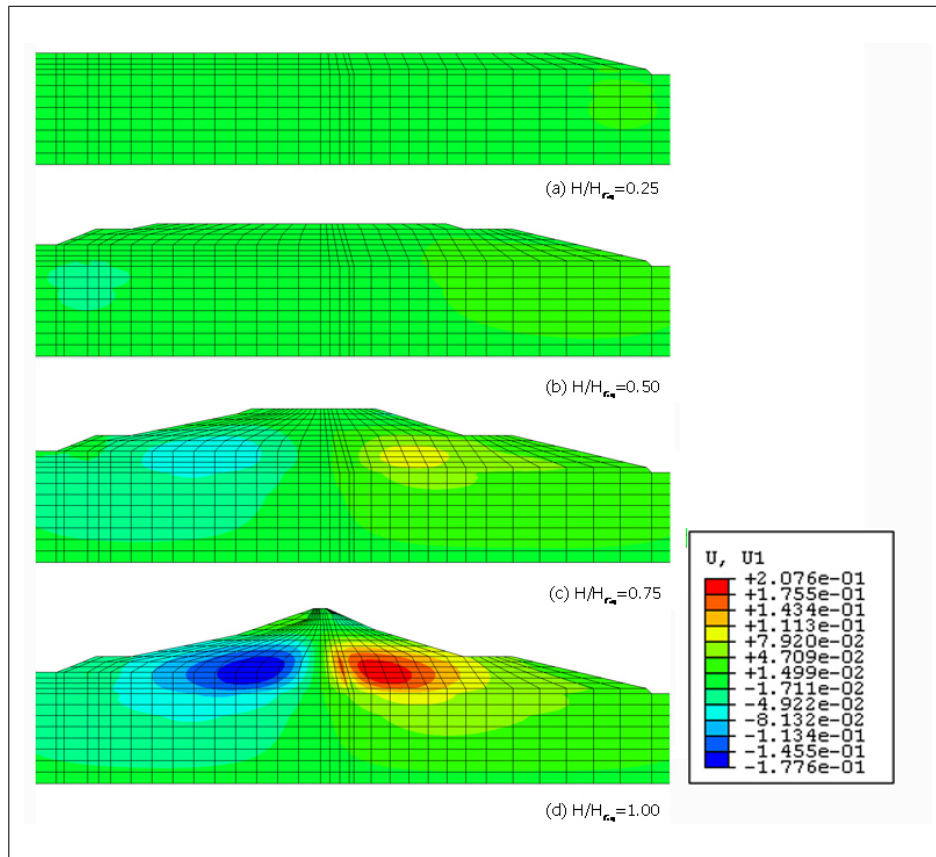 (a) H/H =0.25
(b) H/H =0.50
(c) H/H =0.75
(d) H/H =1.00
U, U1
+2.076e-01
+1.755e-01
+1.434e-01
+1.113e-01
+7.920e-02
+4.709e-02
+1.499e-02
-1.711e-02
-4.922e-02
-8.132e-02
-1.134e-01
-1.455e-01
-1.776e-01